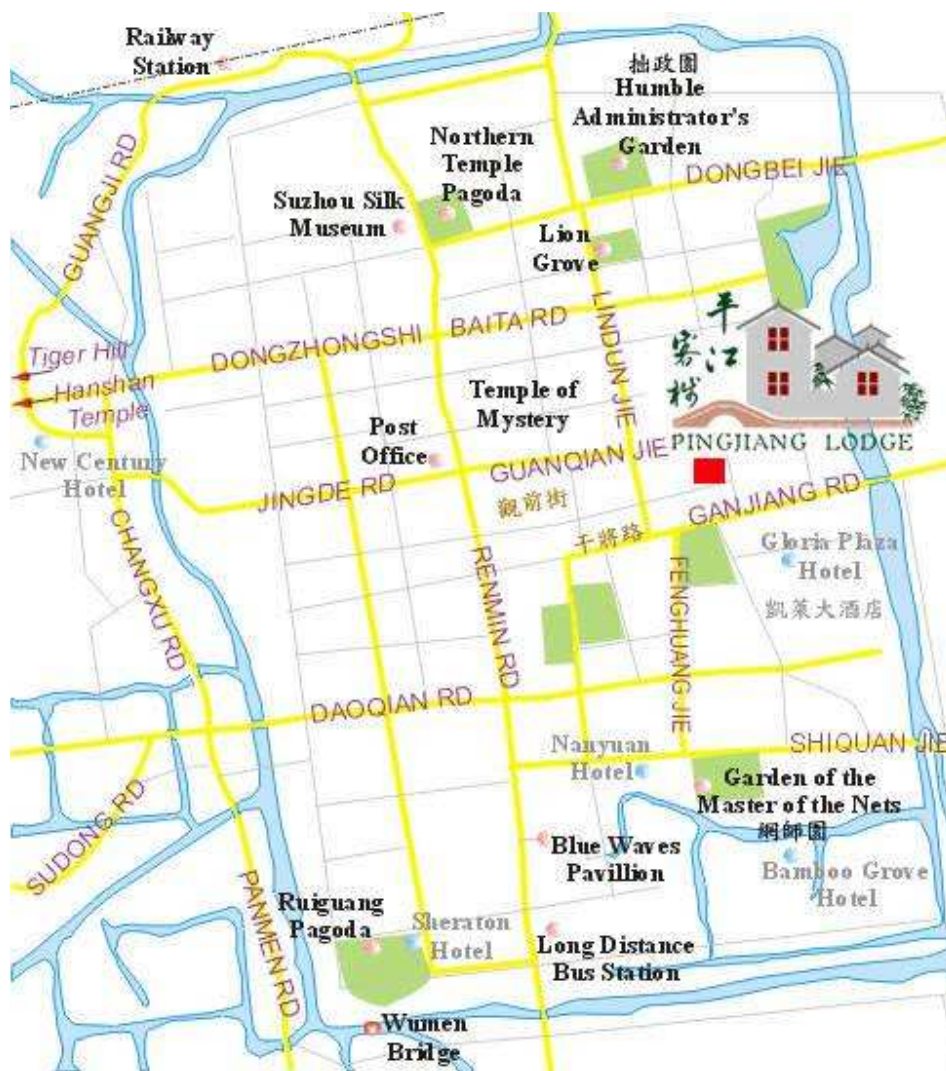 Railway
Station
拙政園
Humble
Administrator's
Garden
Northern
Temple
Pagoda
DONGBEI JIE
GUANGJI RD
Suzhou Silk
Museum
Lion
Grove
LINDUN JIE
DONGZHONGSHI
BAITA RD
平江
客棧
Tiger Hill
Hanshan
Temple
Temple of
Mystery
PINGJIANG LODGE
Post
Office
New Century
Hotel
GUANQIAN JIE
JINGDE RD
觀前街
GANJIANG RD
干將路
Gloria Plaza
Hotel
凱萊大酒店
CHANGXU RD
RENMIN RD
FENGHUANG JIE
DAOQIAN RD
Nanyuan
Hotel
SHIQUAN JIE
Garden of the
Master of the Nets
網師園
SUDONG RD
Blue Waves
Pavillion
Bamboo Grove
Hotel
PANMEN RD
Ruiguang
Pagoda
Sheraton
Hotel
Long Distance
Bus Station
Wumen
Bridge